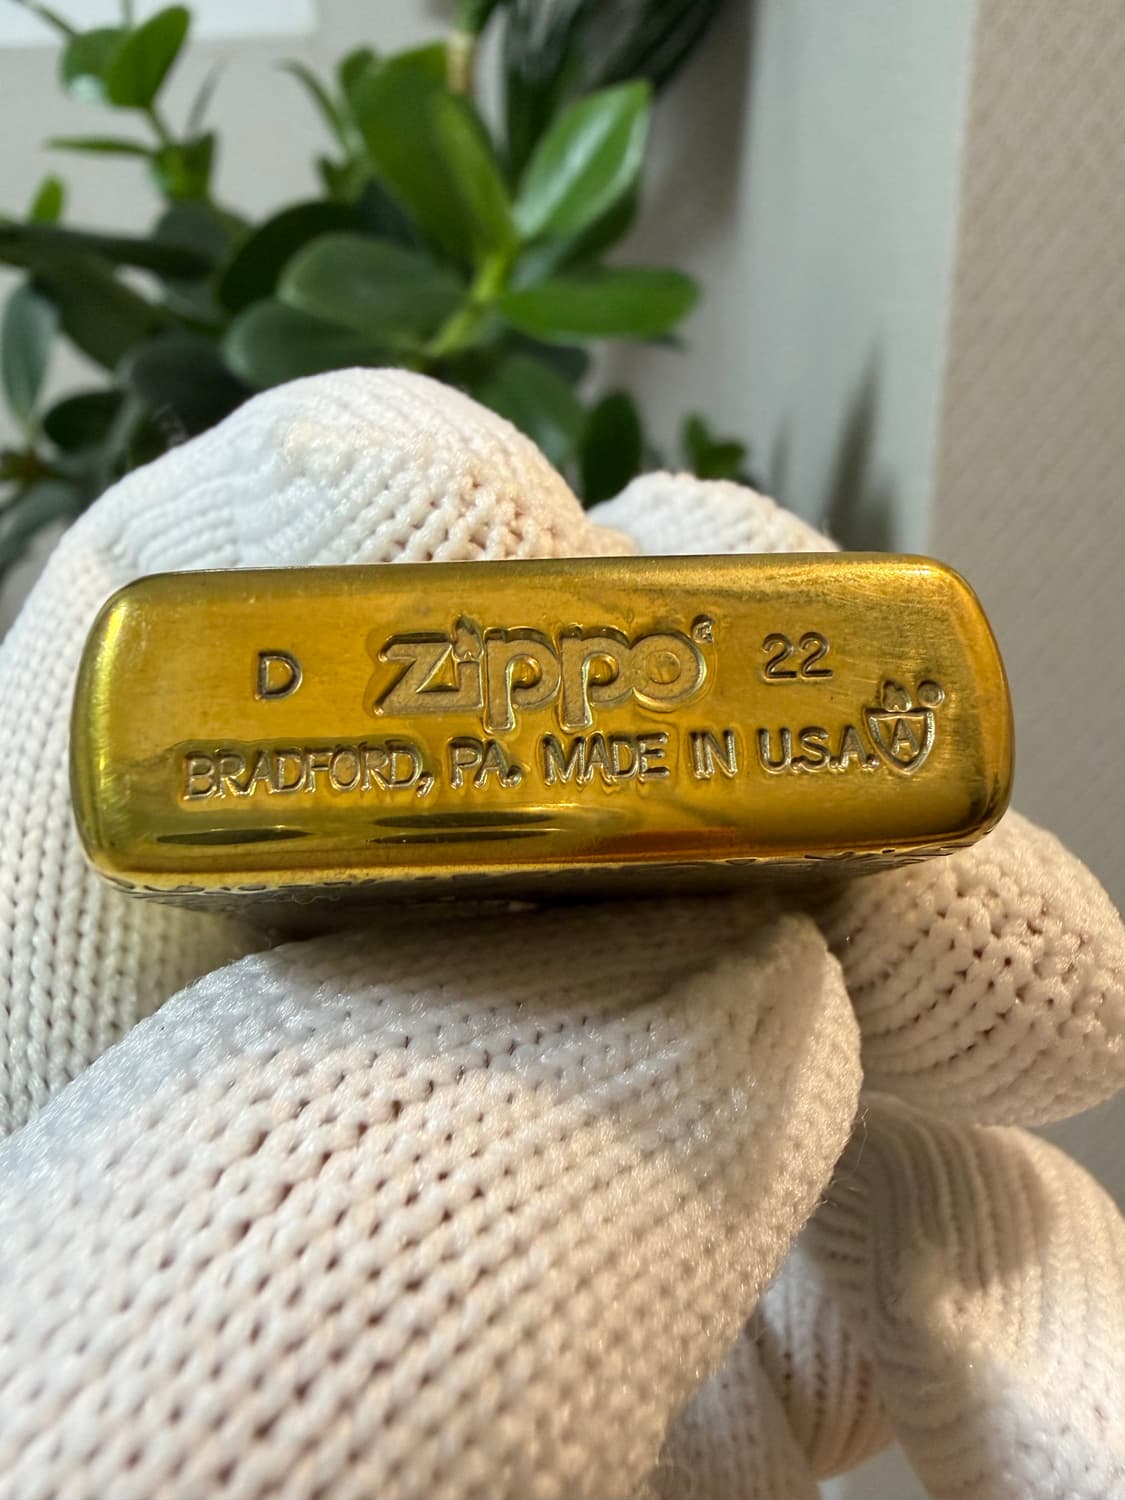 D zippo 22
BRADFORD, PA. MADE IN U.S.A.
A